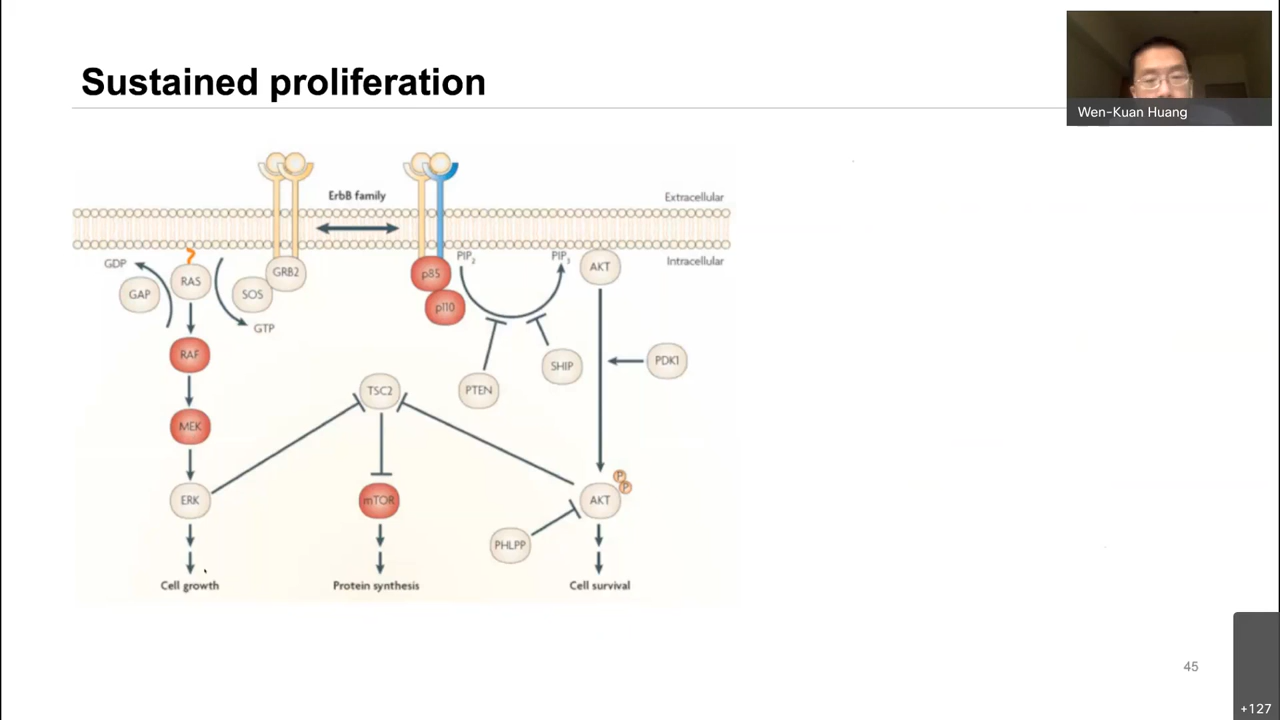 Sustained proliferation
Wen-Kuan Huang
ErbB family
Extracellular
Intracellular
GDP
GAP
RAS
SOS
GRB2
GTP
p85
p110
PIP2
PIP3
AKT
RAF
SHIP
PDK1
TSC2
PTEN
MEK
P
P
ERK
mTOR
AKT
PHLPP
Cell growth
Protein synthesis
Cell survival
45
+127